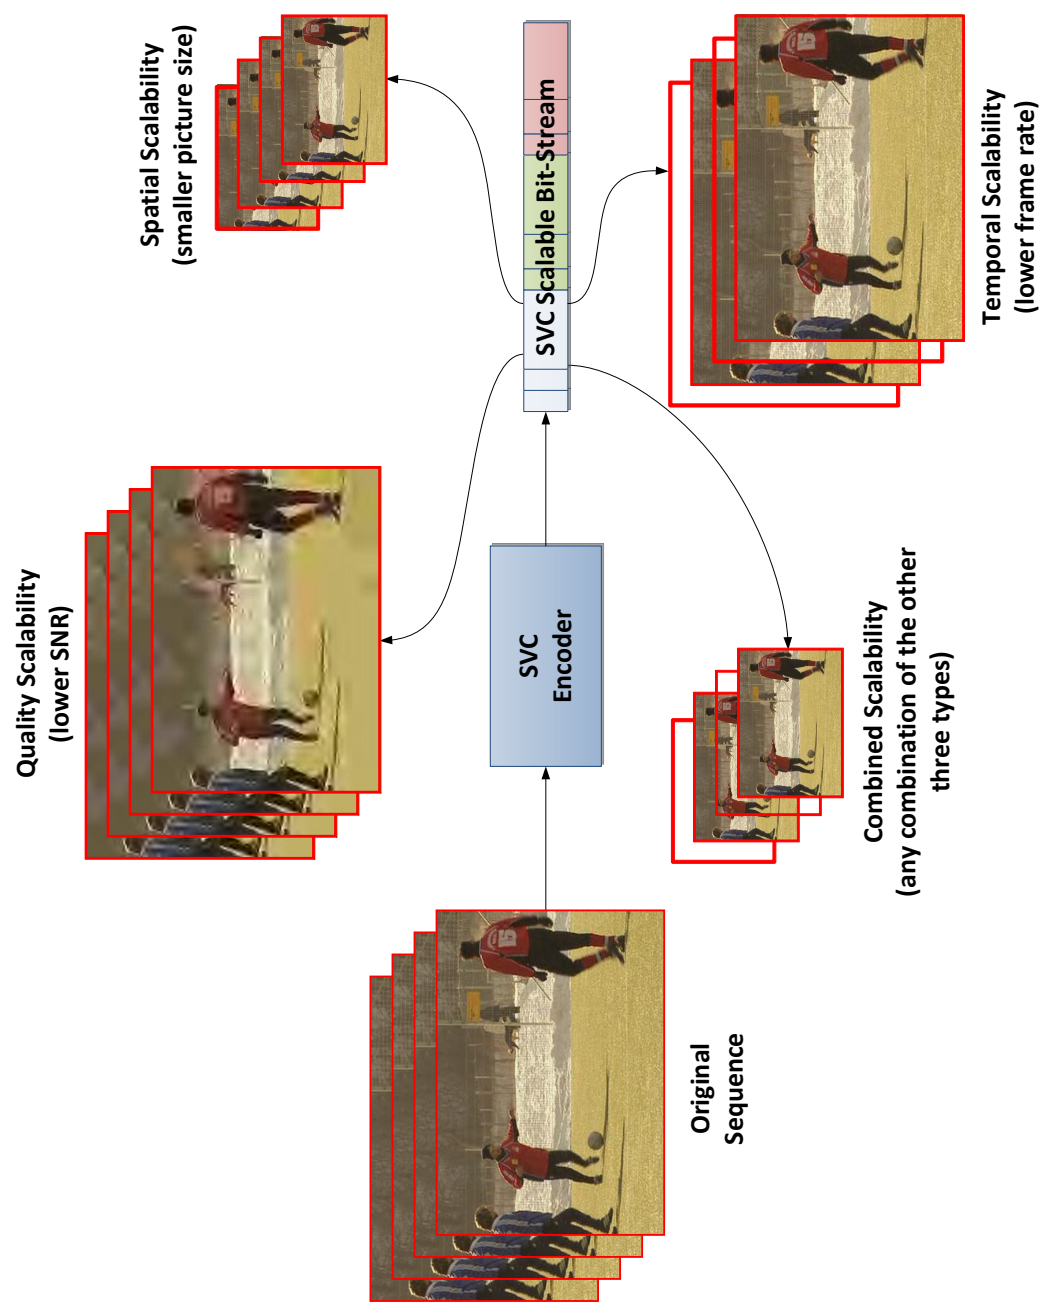 Quality Scalability
(lower SNR)
Spatial Scalability
(smaller picture size)
SVC
Encoder
SVC Scalable Bit-Stream
Original
Sequence
Combined Scalability
(any combination of the other
three types)
Temporal Scalability
(lower frame rate)